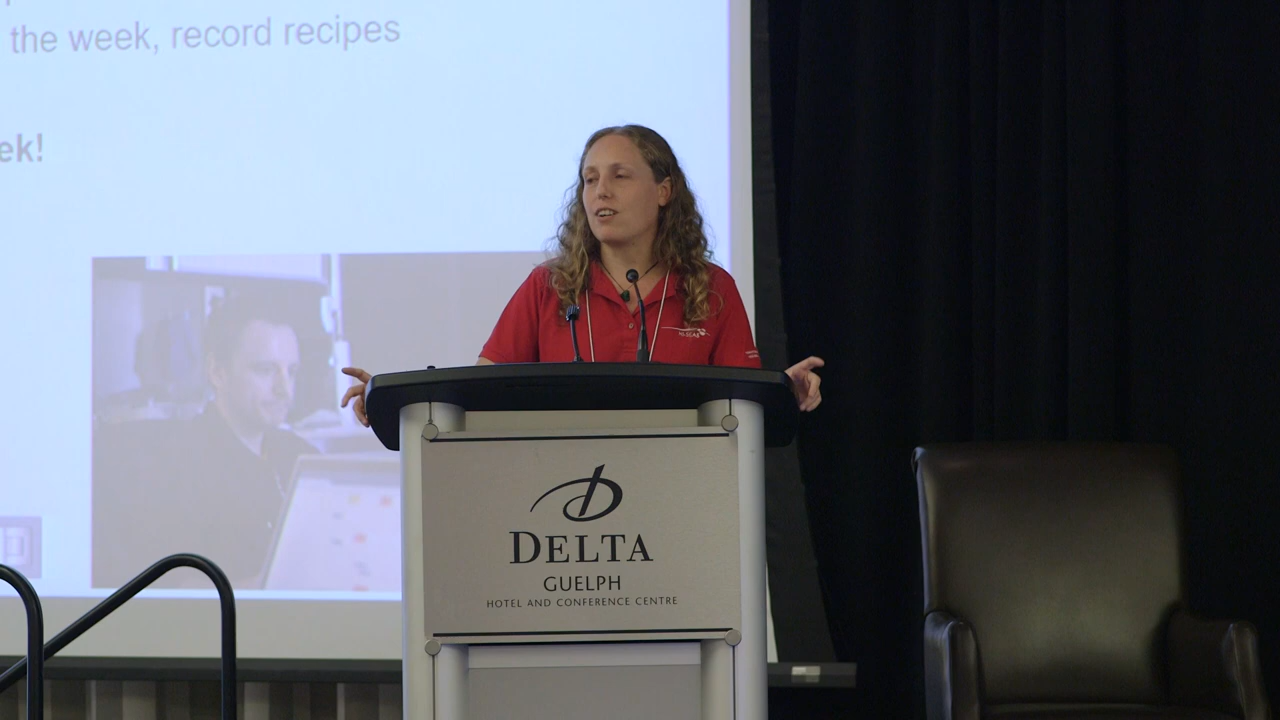 the week, record recipes
ek!
DELTA
GUELPH
HOTEL AND CONFERENCE CENTRE